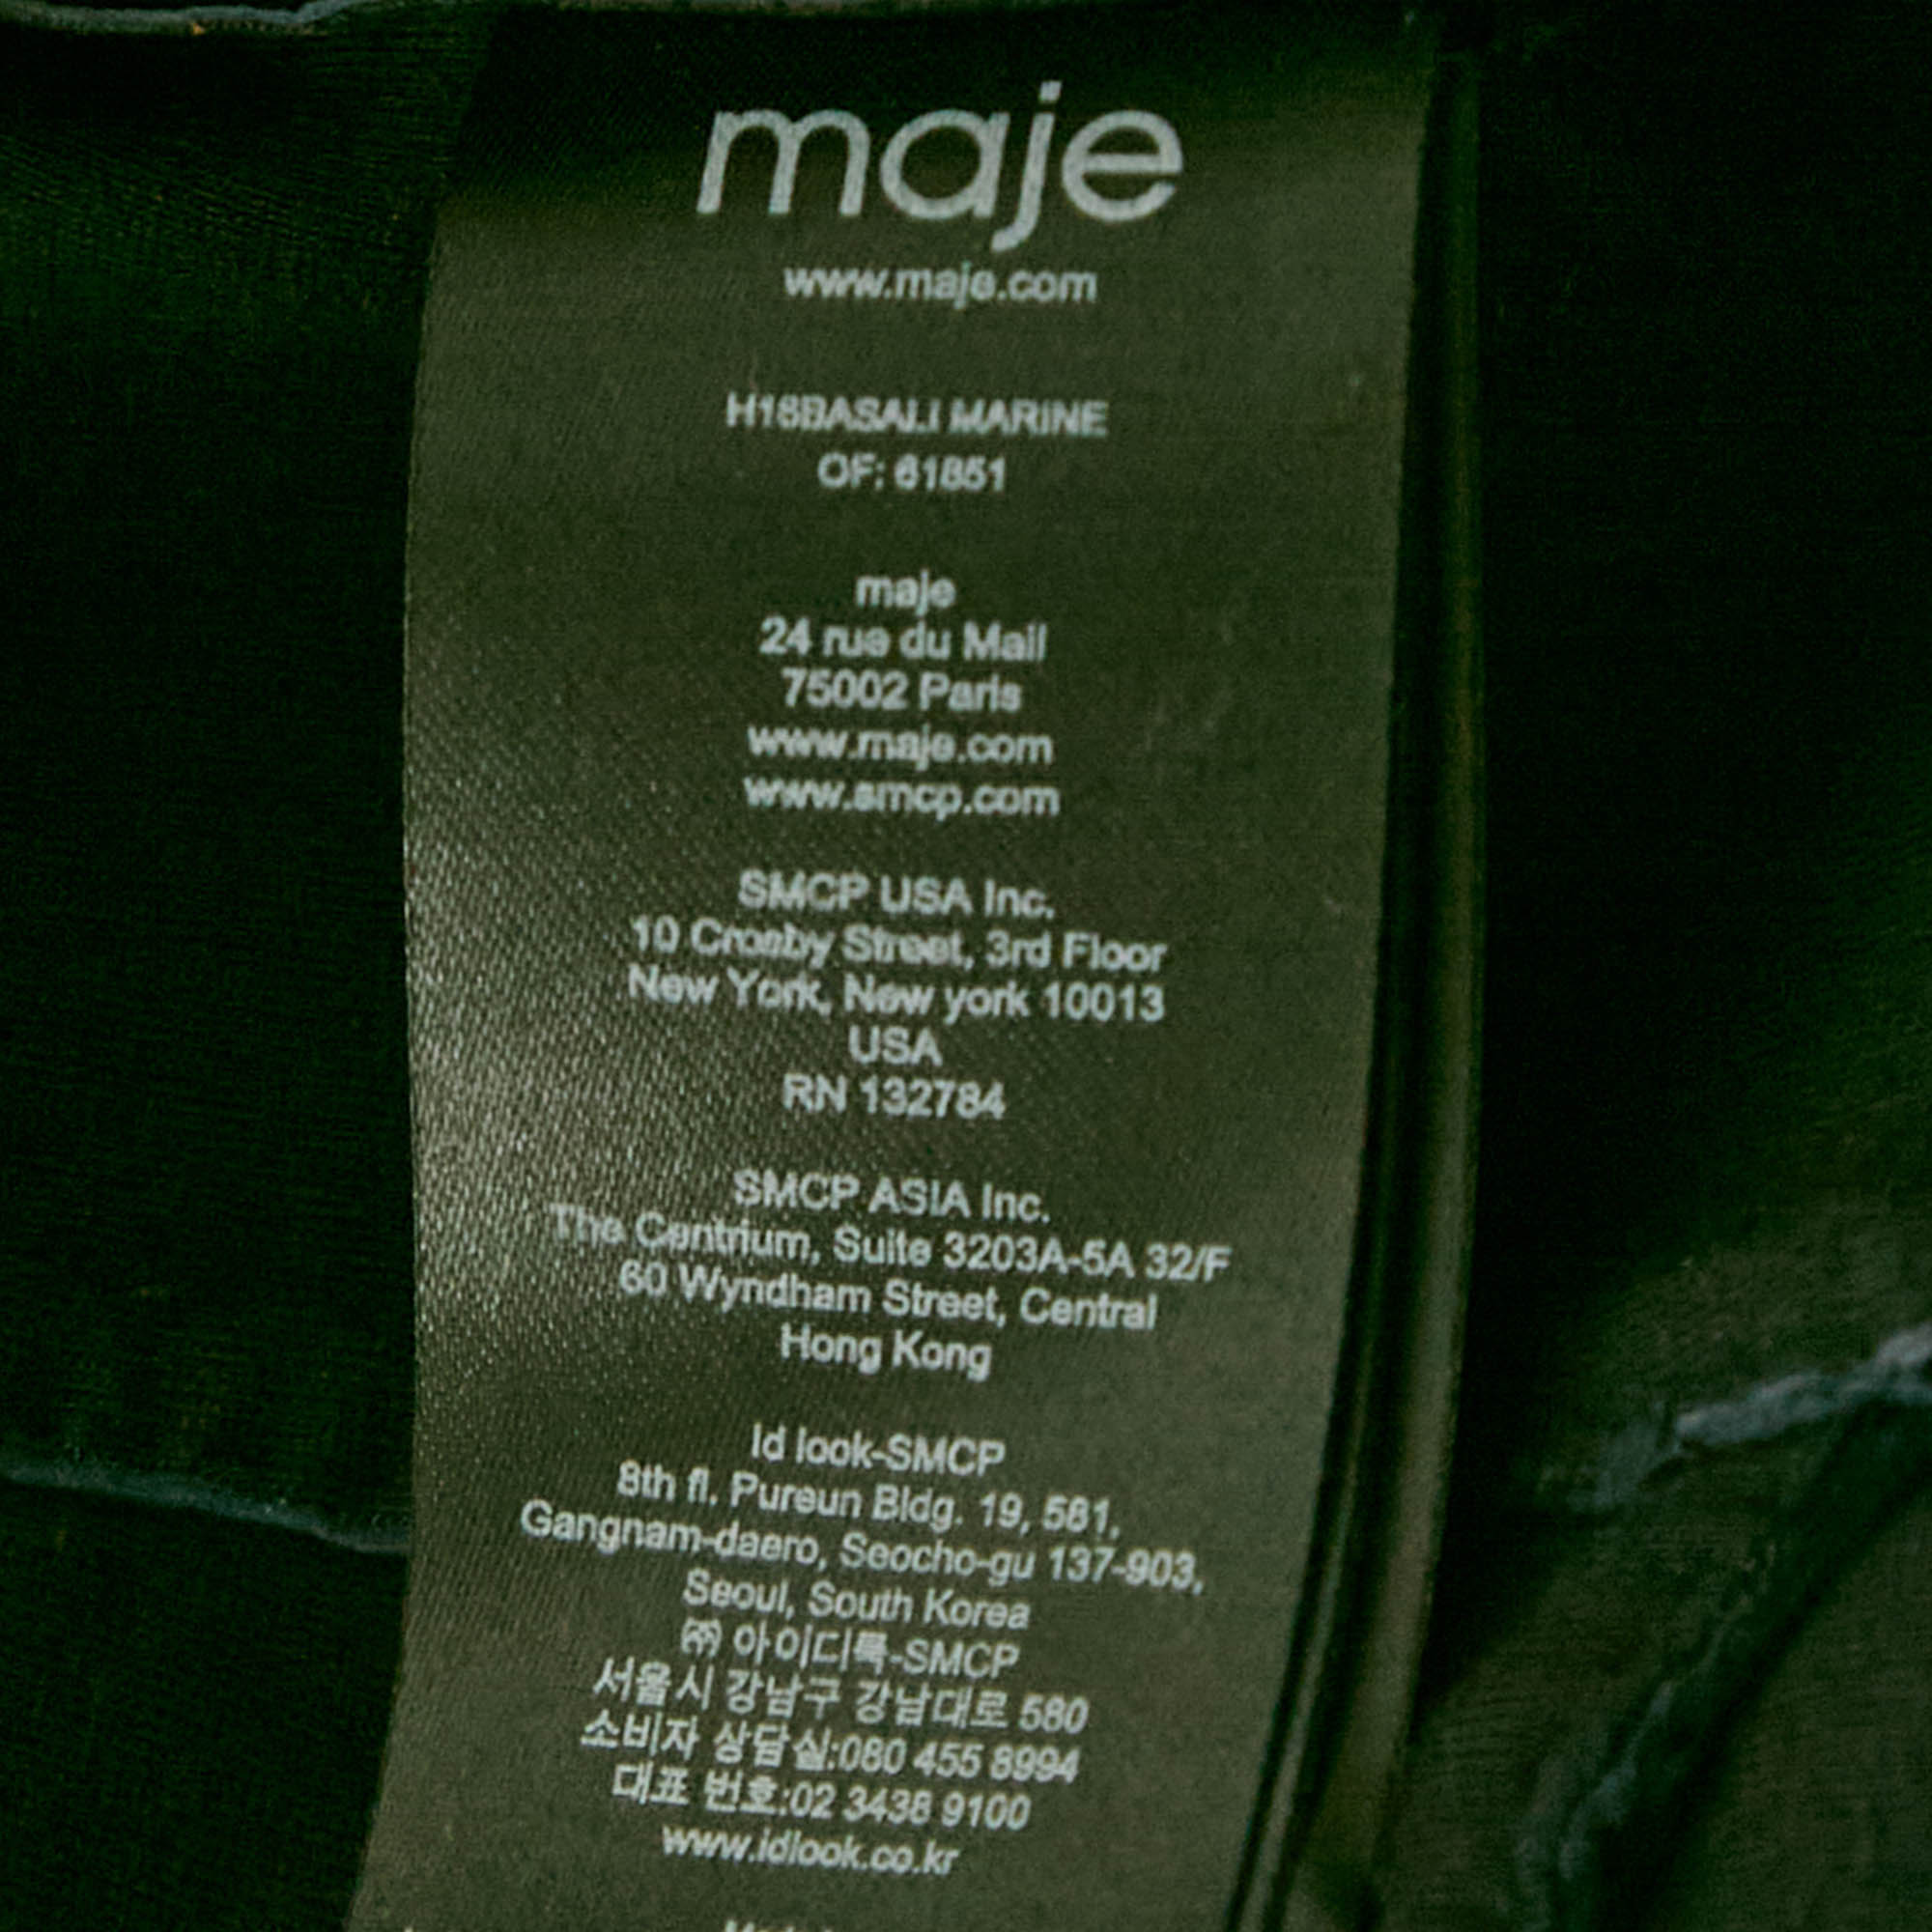 maje
www.maje.com
H16BASALI MARINE
OF: 61851
maje
24 rue du Mail
75002 Paris
www.maje.com
www.smcp.com
SMCP USA Inc.
10 Crosby Street, 3rd Floor
New York, New york 10013
USA
RN 132784
SMCP ASIA Inc.
The Centrium, Suite 3203A-5A 32/F
60 Wyndham Street, Central
Hong Kong
Id look-SMCP
8th fl. Pureun Bldg. 19, 581,
Gangnam-daero, Seocho-gu 137-903,
Seoul, South Korea
㈜ 아이디룩-SMCP
서울시 강남구 강남대로 580
소비자 상담실:080 455 8994
대표 번호:02 3438 9100
www.idlook.co.kr